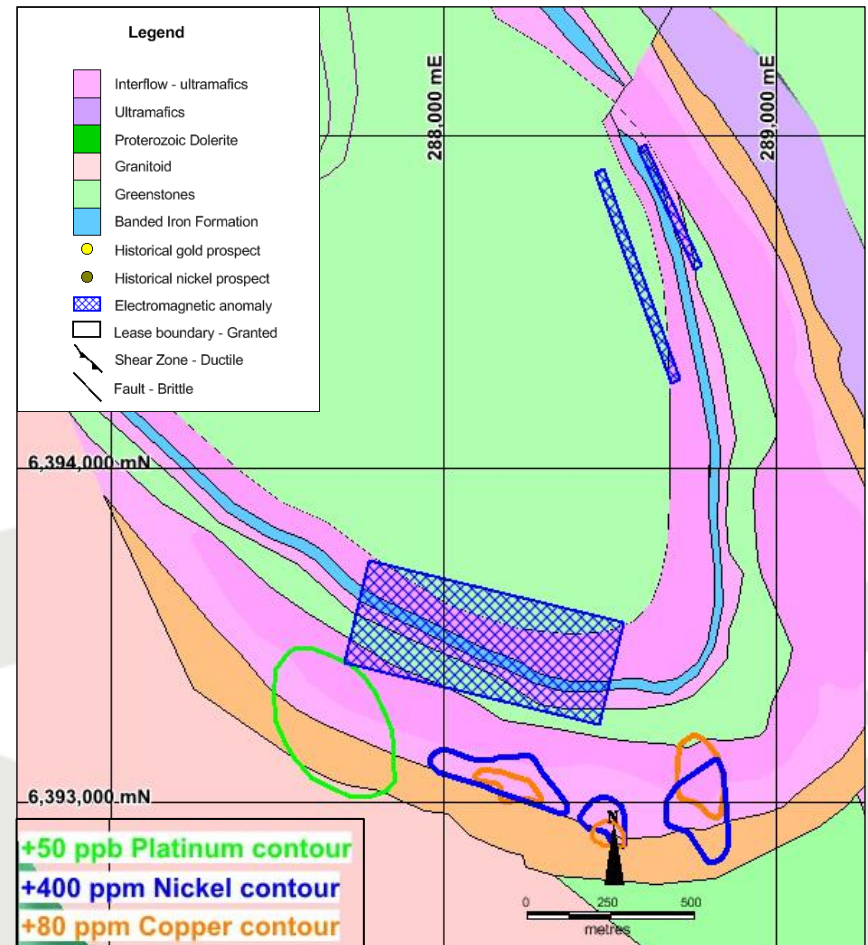 Legend
Interflow - ultramafics
Ultramafics
Proterozoic Dolerite
Granitoid
Greenstones
Banded Iron Formation
Historical gold prospect
Historical nickel prospect
Electromagnetic anomaly
Lease boundary - Granted
Shear Zone - Ductile
Fault - Brittle
288,000 mE
289,000 mE
6,394,000 mN
6,393,000 mN
+50 ppb Platinum contour
+400 ppm Nickel contour
+80 ppm Copper contour
N
0 250 500
metres